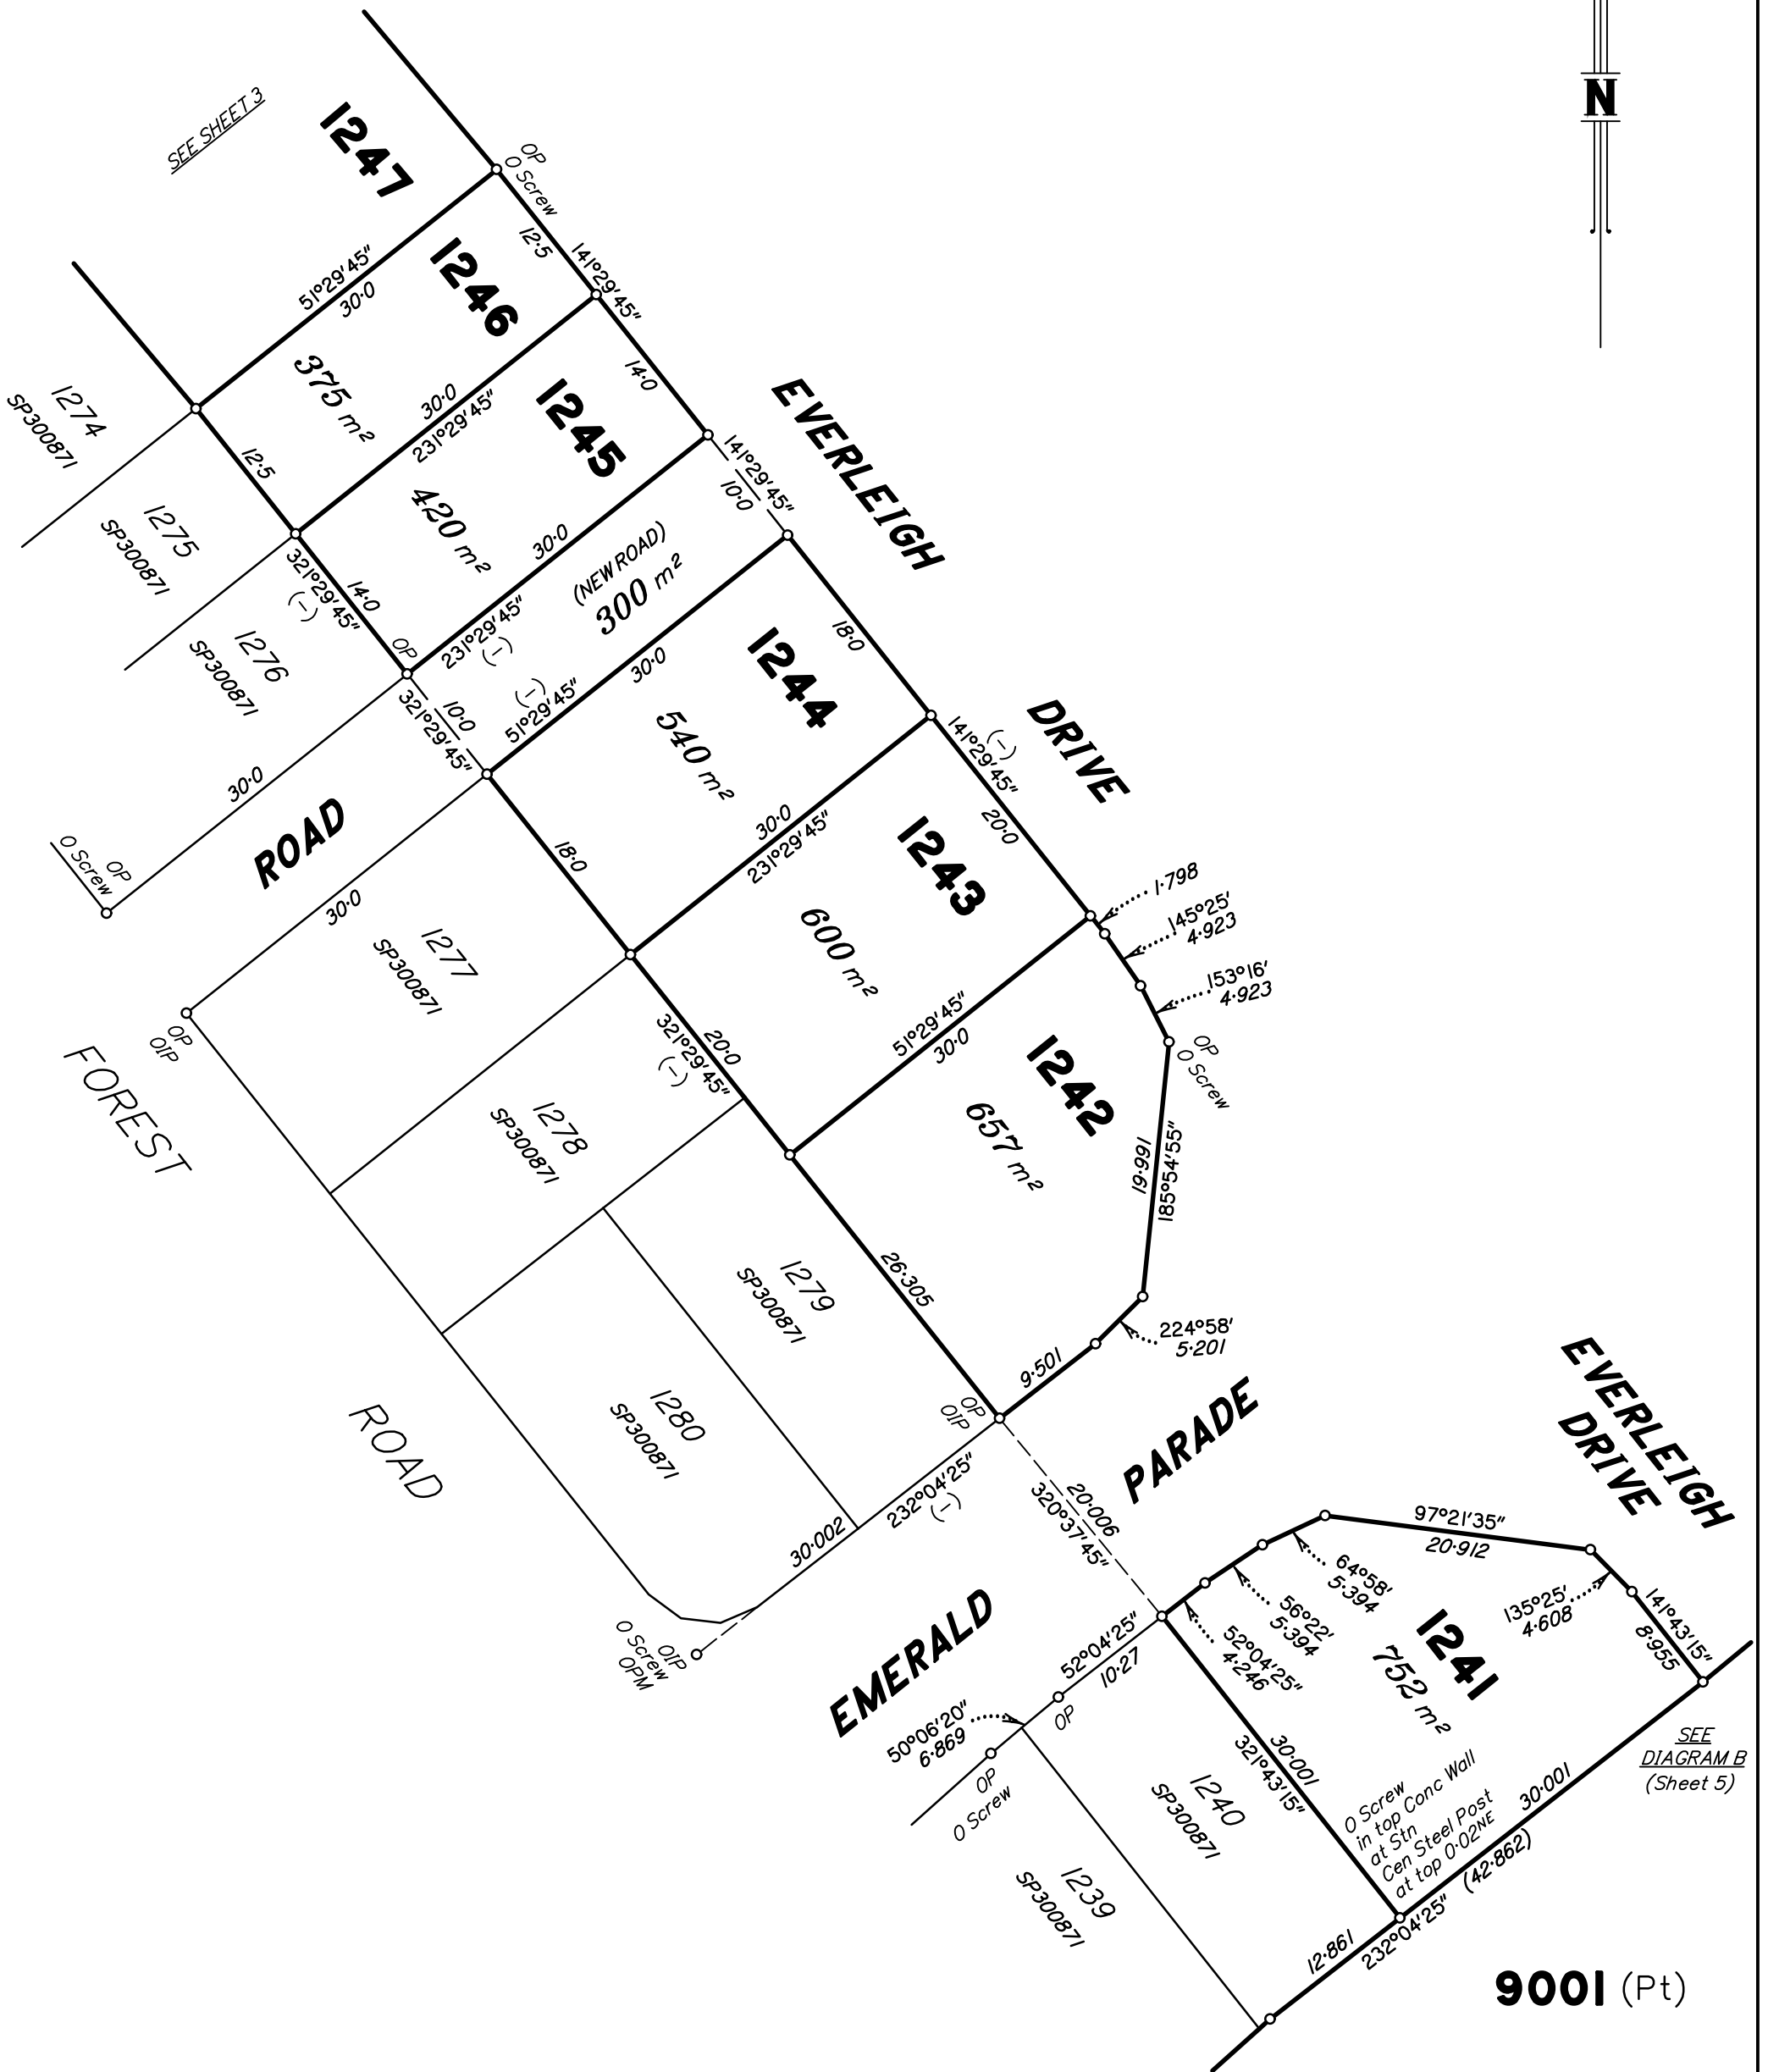 N
SEE SHEET 3
1247
OP
O Screw
12·5
141°29'45"
51°29'45"
30·0
1246
375 m²
14·0
30·0
231°29'45"
1245
420 m²
12·5
1274
SP300871
1275
SP300871
1276
SP300871
321°29'45"
(-)
14·0
OP
EVERLEIGH
DRIVE
141°29'45"
10·0
30·0
231°29'45"
(-)
(NEW ROAD)
300 m²
10·0
321°29'45"
(-)
51°29'45"
30·0
18·0
1244
540 m²
30·0
O Screw
OP
ROAD
30·0
18·0
30·0
231°29'45"
141°29'45"
(-)
20·0
1243
600 m²
1·798
145°25'
4·923
153°16'
4·923
OP
O Screw
1277
SP300871
OP
OIP
FOREST
ROAD
321°29'45"
(-)
20·0
51°29'45"
30·0
1242
657 m²
19·991
185°54'55"
1278
SP300871
1279
SP300871
26·305
224°58'
5·201
9·501
OP
OIP
1280
SP300871
232°04'25"
(-)
30·002
O Screw
OIP
OPM
20·006
320°37'45"
EMERALD
PARADE
EVERLEIGH
DRIVE
97°21'35"
20·912
64°58'
5·394
56°22'
5·394
52°04'25"
4·246
135°25'
4·608
141°43'15"
8·955
1241
752 m²
52°04'25"
10·27
OP
50°06'20"
6·869
OP
O Screw
30·001
321°43'15"
1240
SP300871
1239
SP300871
O Screw
in top Conc Wall
at Stn
Cen Steel Post
at top 0·02NE
30·001
(42·862)
SEE
DIAGRAM B
(Sheet 5)
12·861
232°04'25"
9001 (Pt)